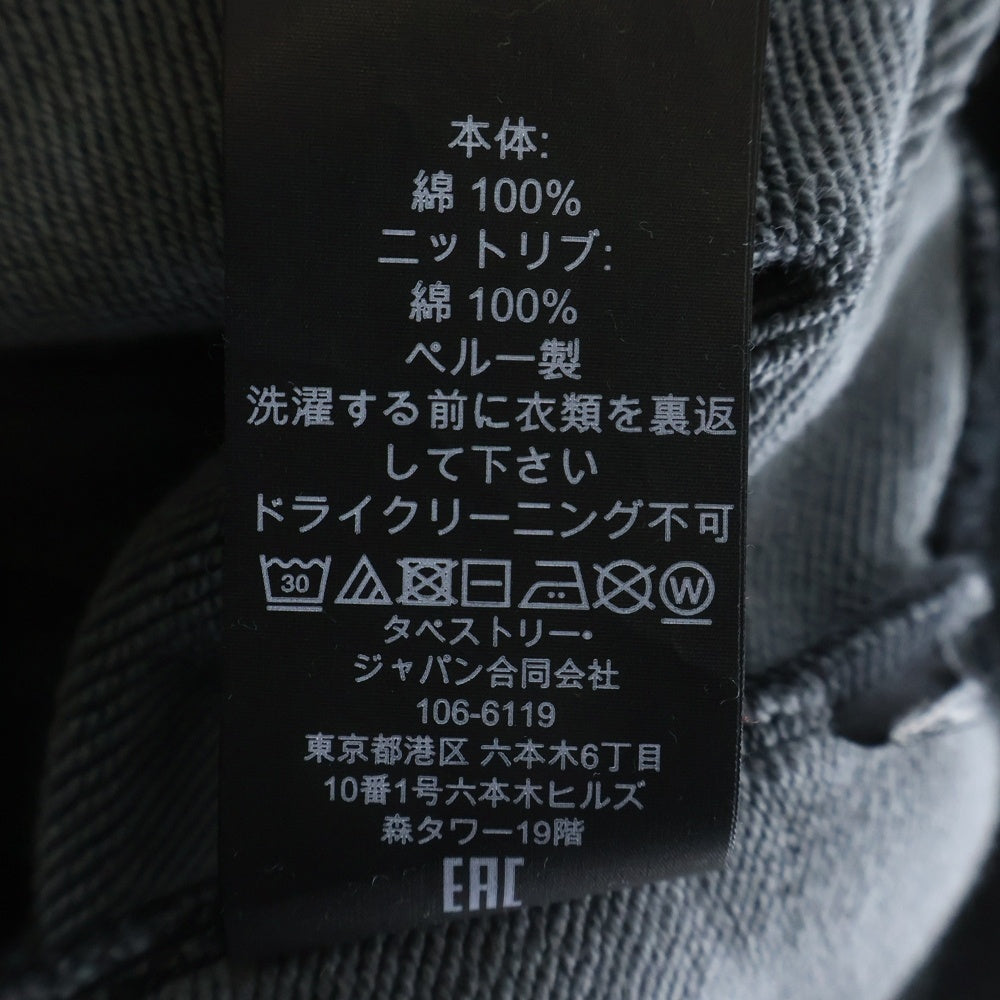 本体:
綿 100%
ニットリブ:
綿 100%
ペルー製
洗濯する前に衣類を裏返
して下さい
ドライクリーニング不可
30 W
タペストリー・
ジャパン合同会社
106-6119
東京都港区 六本木6丁目
10番1号六本木ヒルズ
森タワー19階
EAC